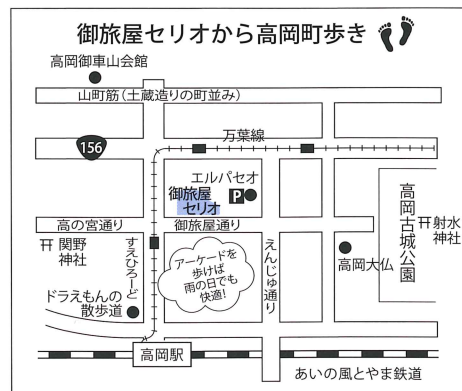 御旅屋セリオから高岡町歩き
高岡御車山会館
山町筋(土蔵造りの町並み)
156
万葉線
エルパセオ
P
御旅屋
セリオ
高の宮通り
御旅屋通り
関野
神社
すえひろーど
アーケードを
歩けば
雨の日でも
快適!
えんじゅ通り
高岡大仏
高岡古城公園
射水
神社
ドラえもんの
散歩道
高岡駅
あいの風とやま鉄道